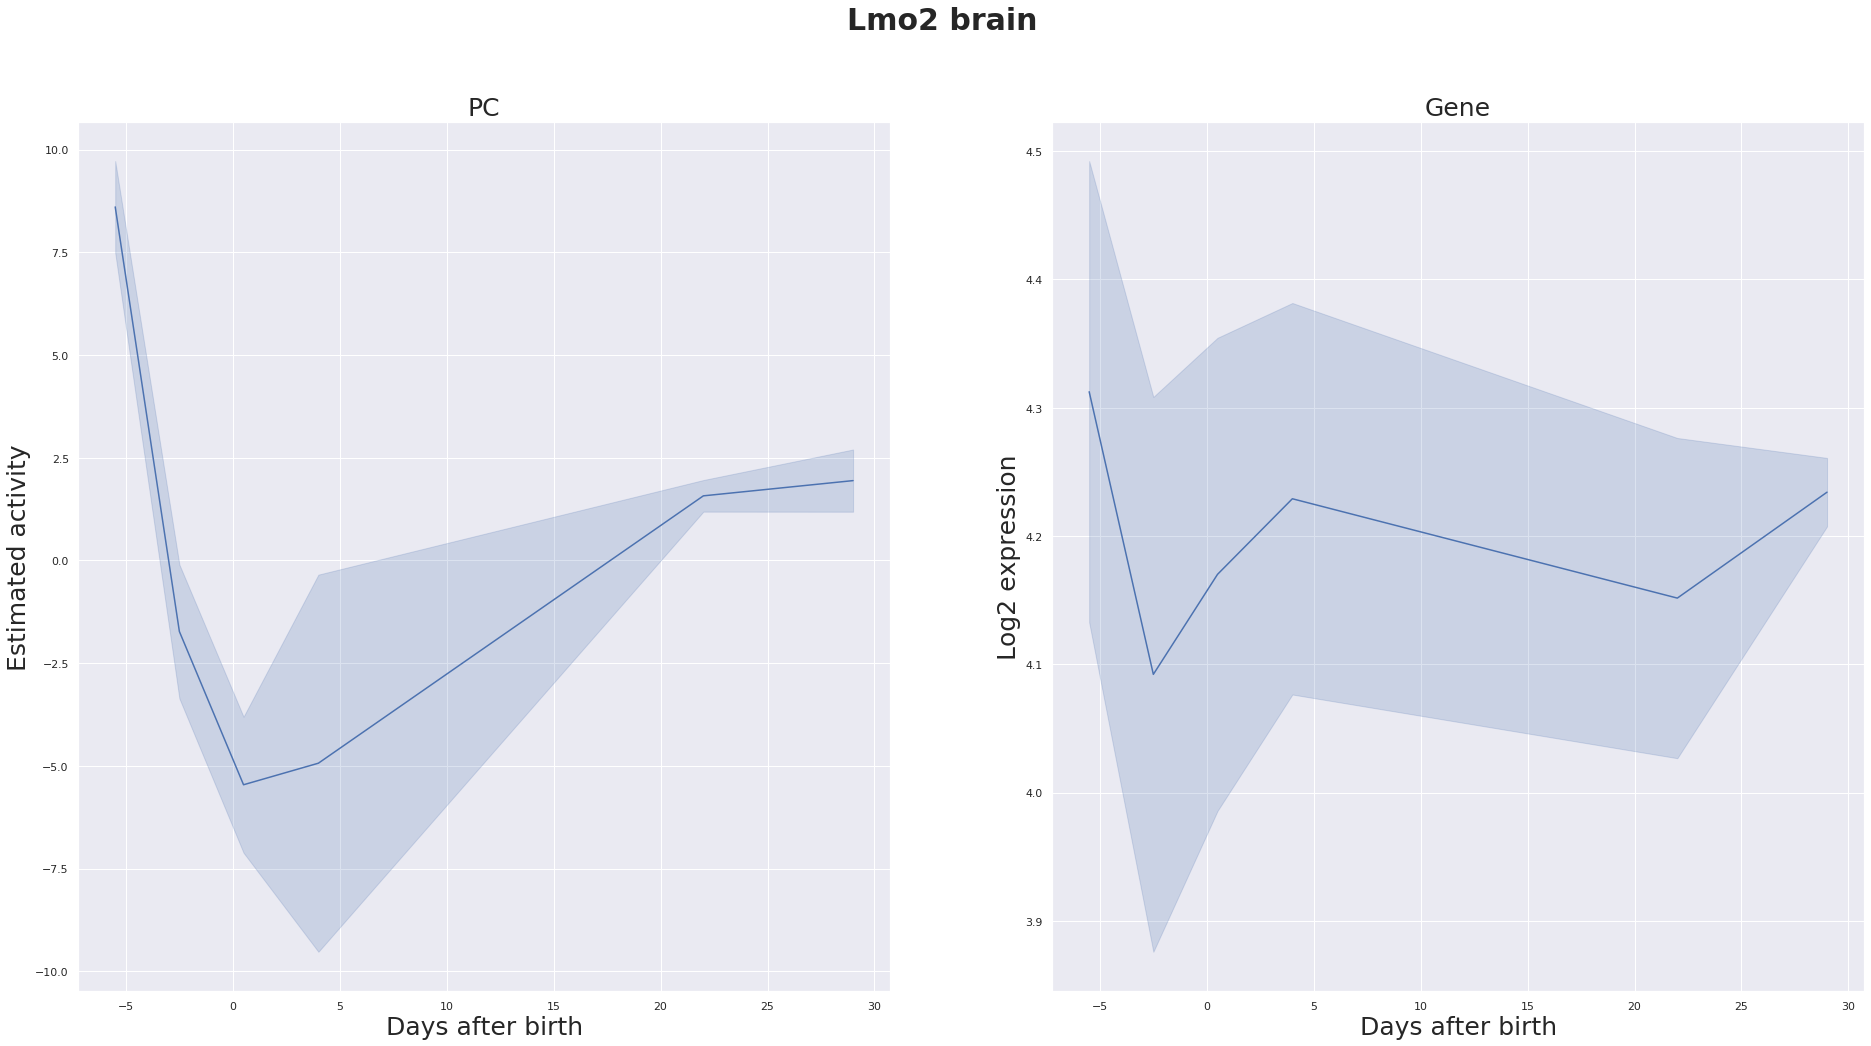 Lmo2 brain
PC
Estimated activity
10.0
7.5
5.0
2.5
0.0
−2.5
−5.0
−7.5
−10.0
−5 0 5 10 15 20 25 30
Days after birth
Gene
Log2 expression
4.5
4.4
4.3
4.2
4.1
4.0
3.9
−5 0 5 10 15 20 25 30
Days after birth